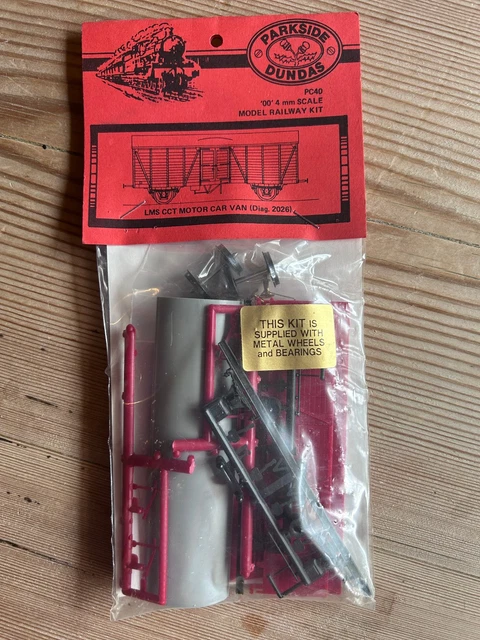 PARKSIDE
DUNDAS
PC40
'00' 4 mm SCALE
MODEL RAILWAY KIT
LMS CCT MOTOR CAR VAN (Diag. 2026)
THIS KIT IS
SUPPLIED WITH
METAL WHEELS
and BEARINGS